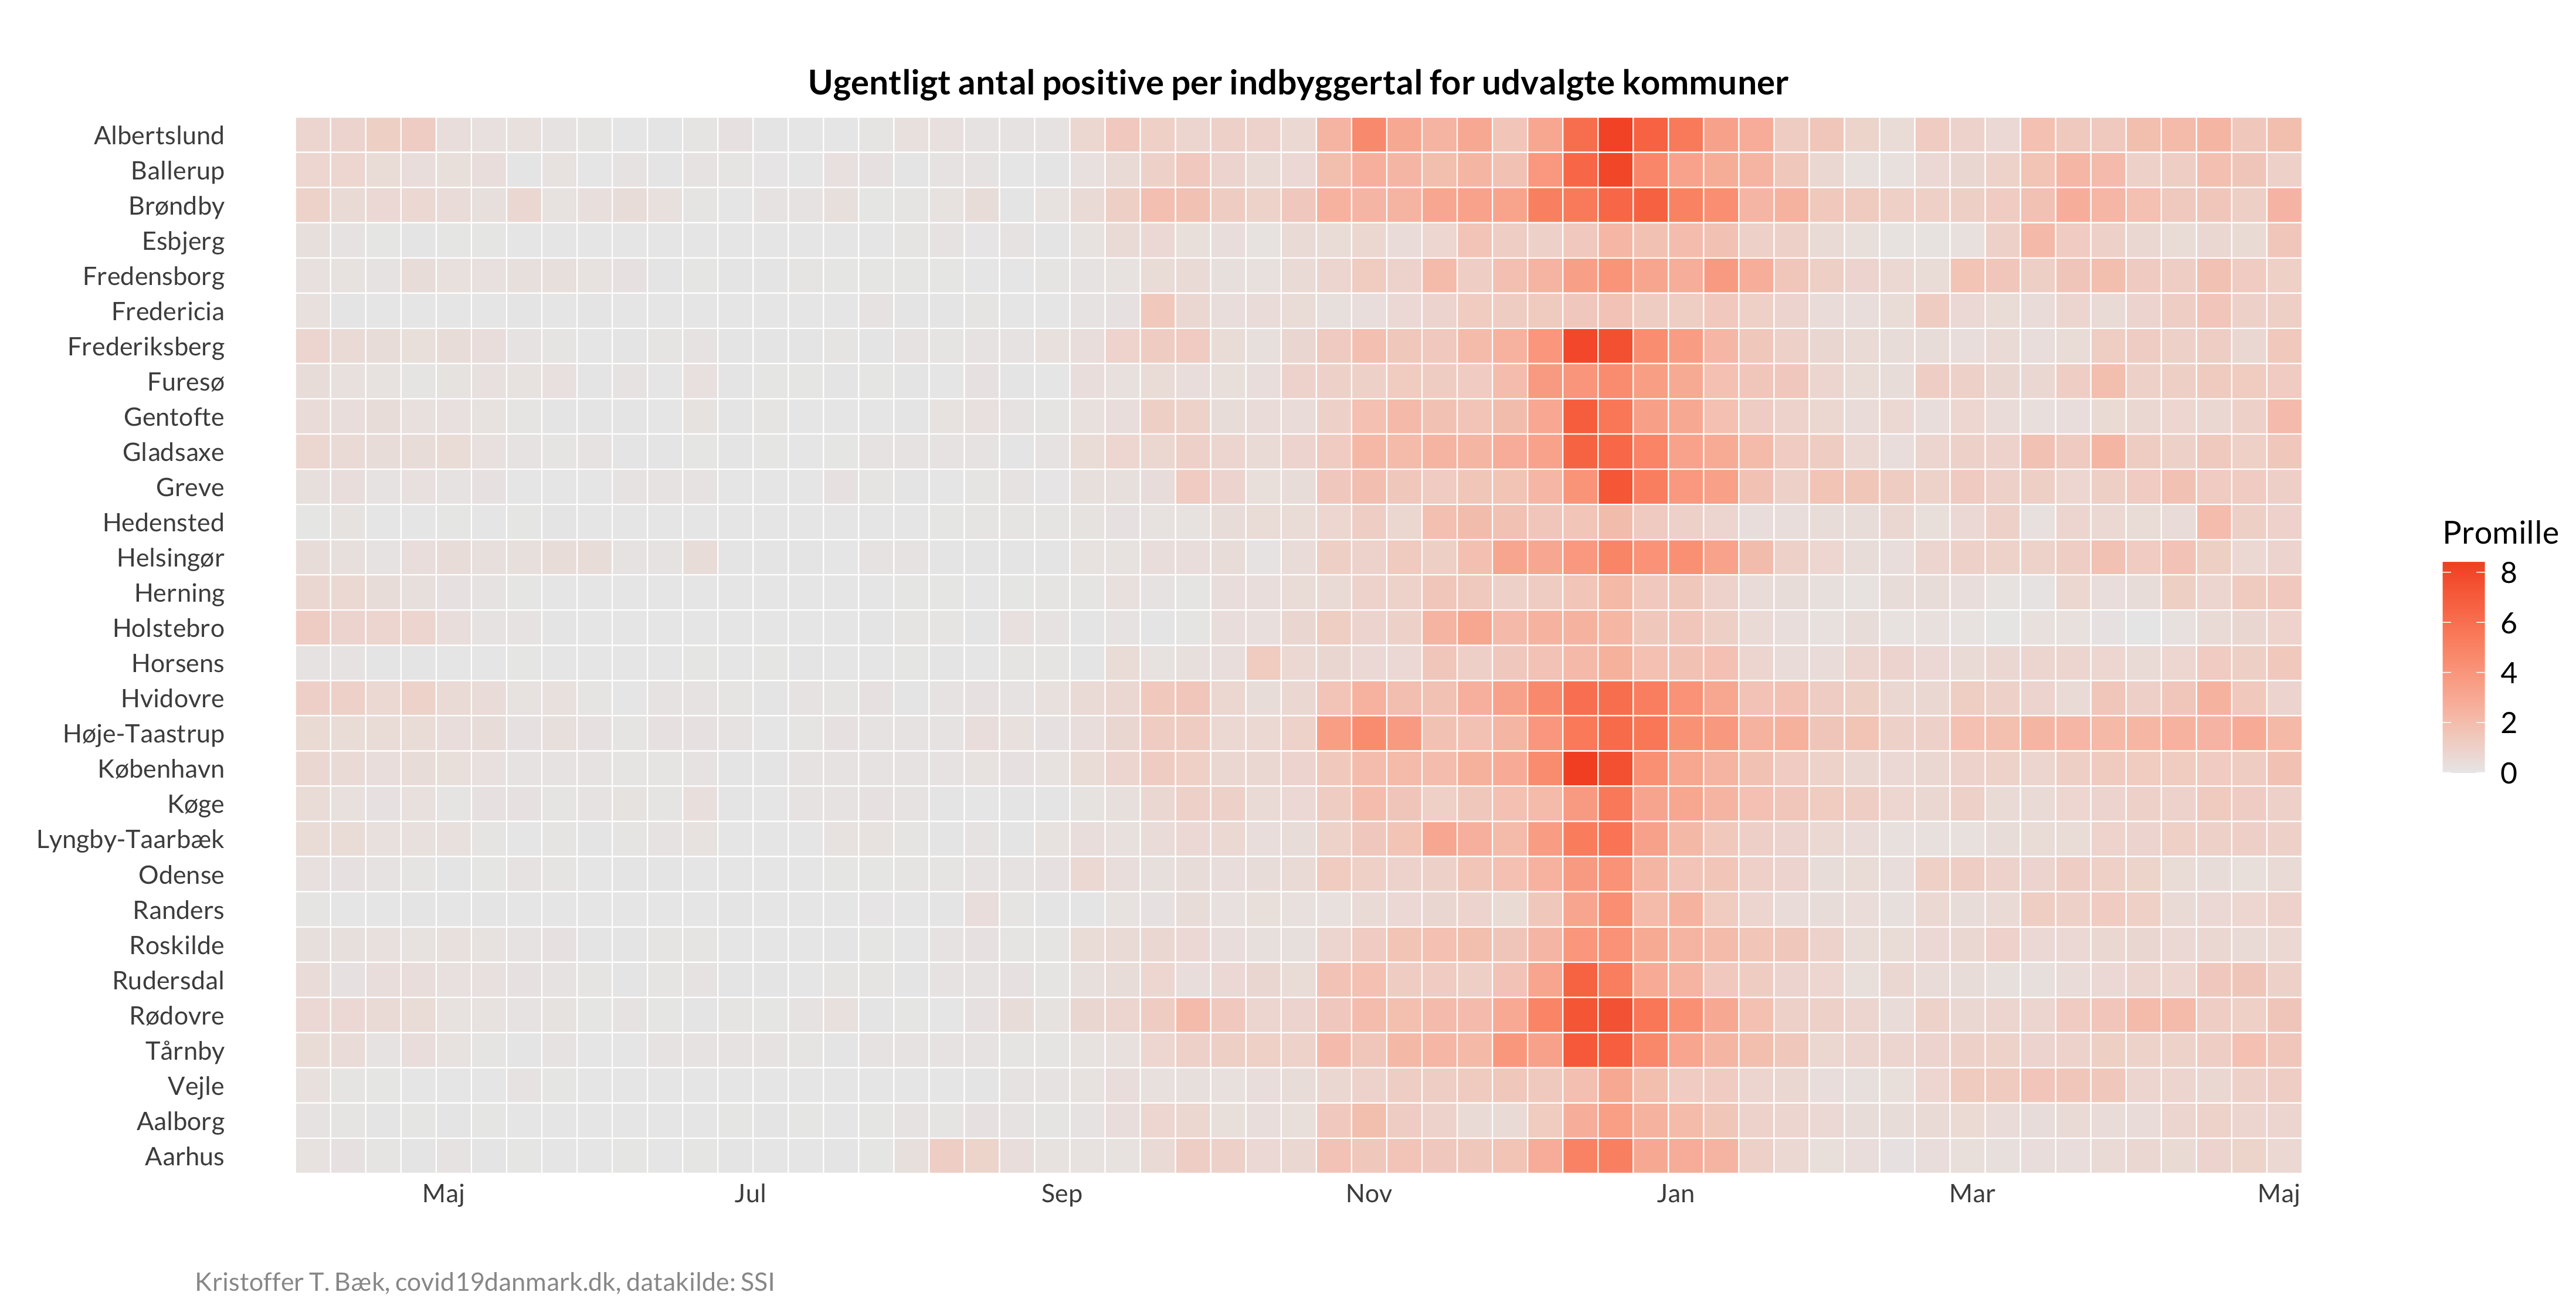 Ugentligt antal positive per indbyggertal for udvalgte kommuner
Albertslund
Ballerup
Brøndby
Esbjerg
Fredensborg
Fredericia
Frederiksberg
Furesø
Gentofte
Gladsaxe
Greve
Hedensted
Helsingør
Herning
Holstebro
Horsens
Hvidovre
Høje-Taastrup
København
Køge
Lyngby-Taarbæk
Odense
Randers
Roskilde
Rudersdal
Rødovre
Tårnby
Vejle
Aalborg
Aarhus
Maj Jul Sep Nov Jan Mar Maj
Promille
8
6
4
2
0
Kristoffer T. Bæk, covid19danmark.dk, datakilde: SSI